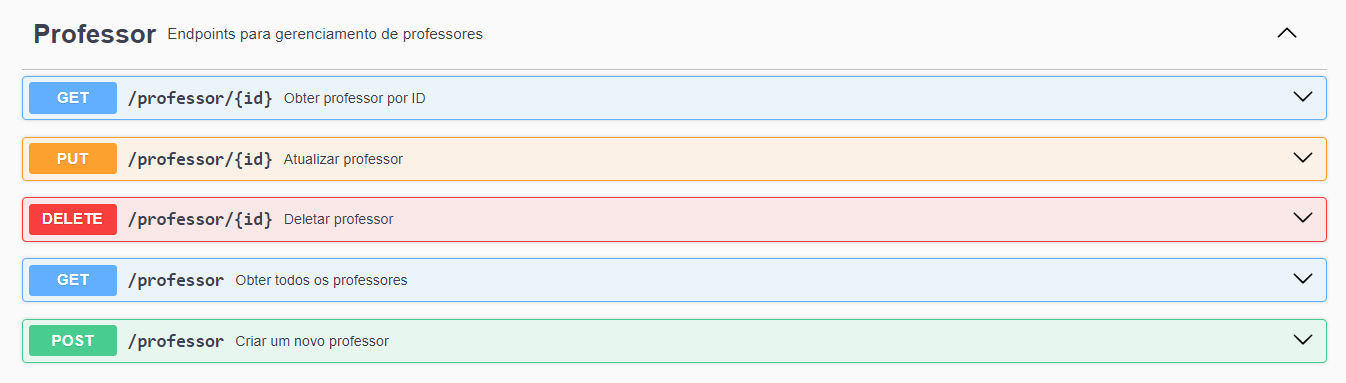 Professor Endpoints para gerenciamento de professores
GET /professor/{id} Obter professor por ID
PUT /professor/{id} Atualizar professor
DELETE /professor/{id} Deletar professor
GET /professor Obter todos os professores
POST /professor Criar um novo professor